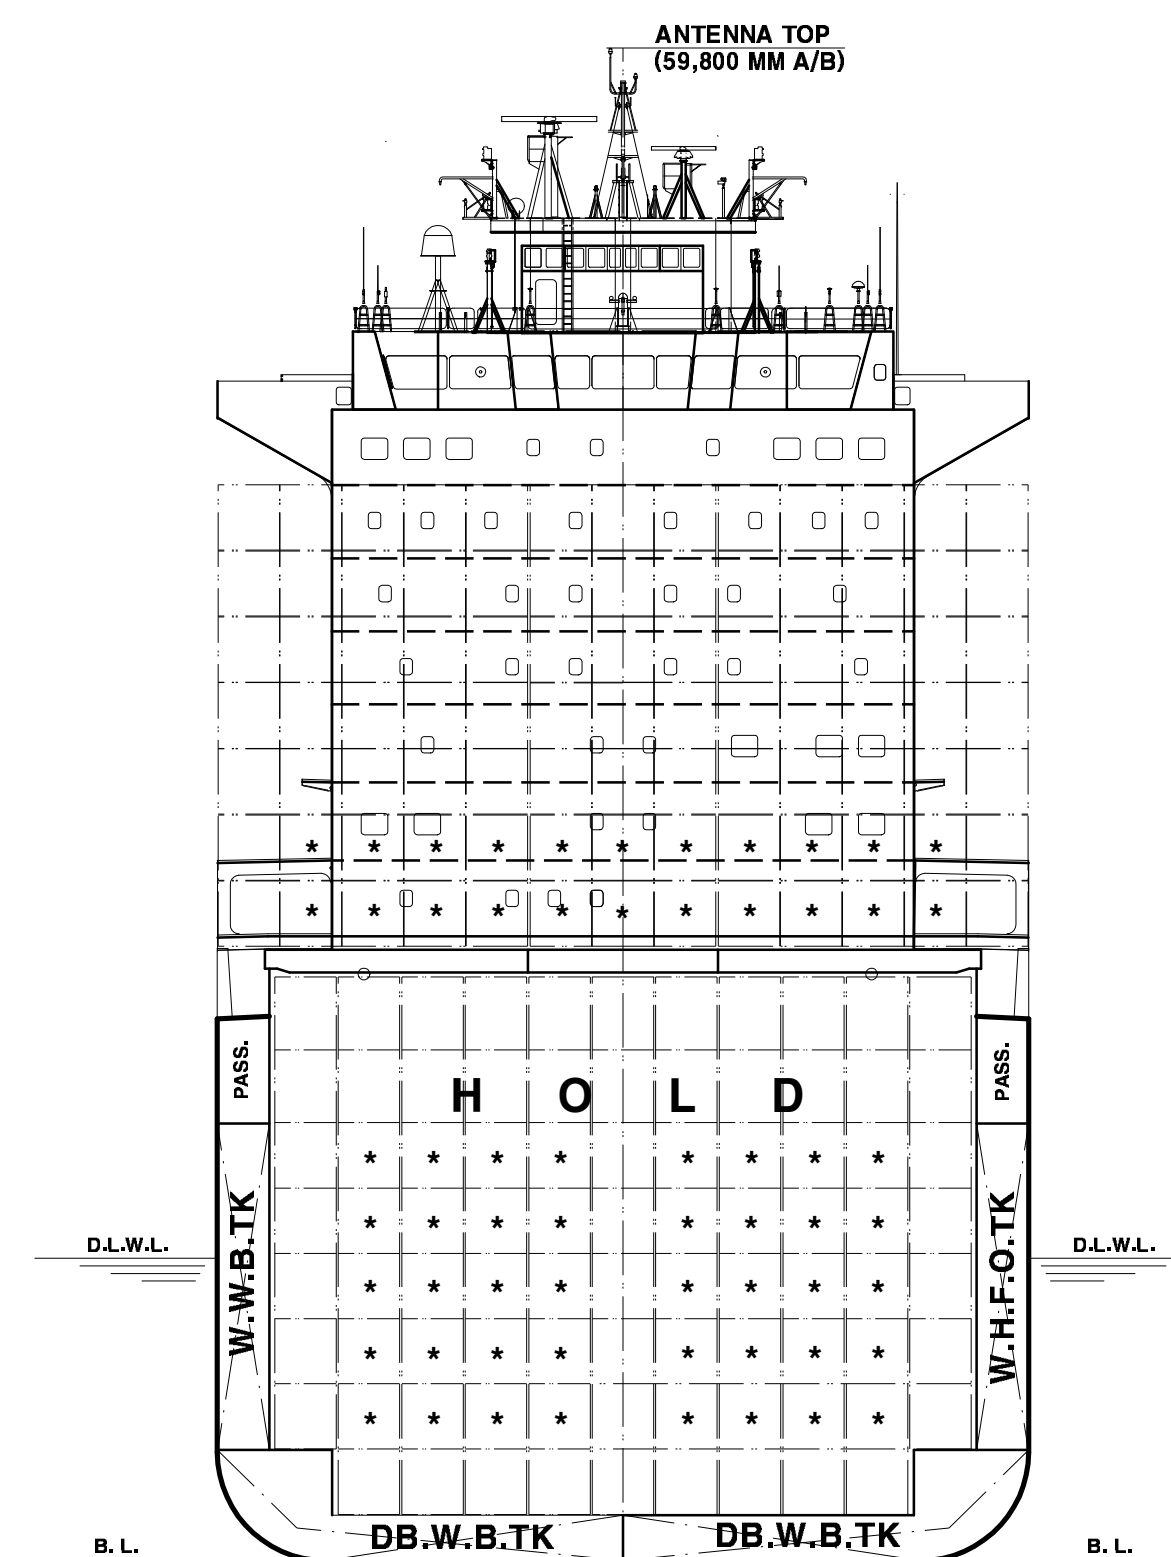 ANTENNA TOP
(59,800 MM A/B)
* * * * * * * * * * *
* * * * * * * * * * *
PASS.
PASS.
H O L D
* * * * * * * *
* * * * * * * *
* * * * * * * *
* * * * * * * *
* * * * * * * *
W.W.B.TK
W.H.F.O.TK
D.L.W.L.
D.L.W.L.
DB.W.B.TK
DB.W.B.TK
B. L.
B. L.